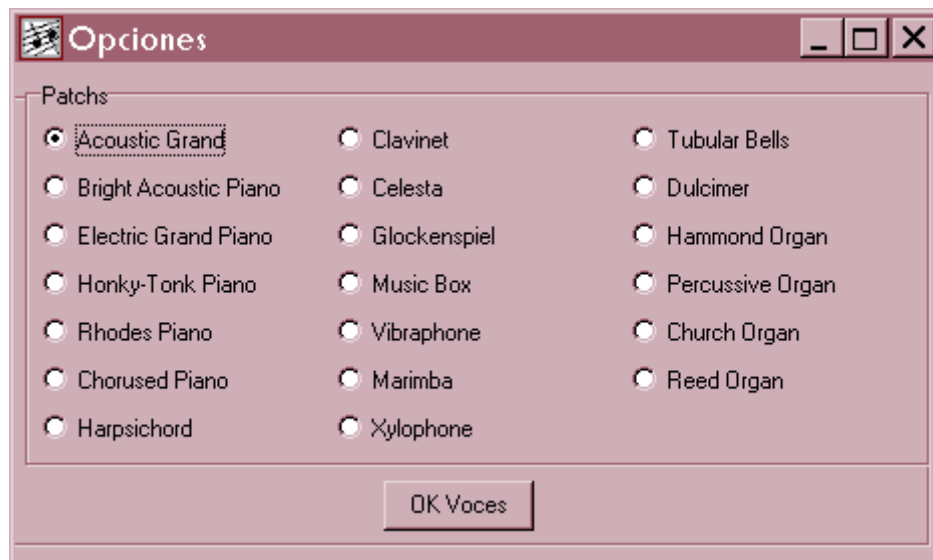 Opciones
Patchs
Acoustic Grand
Bright Acoustic Piano
Electric Grand Piano
Honky-Tonk Piano
Rhodes Piano
Chorused Piano
Harpsichord
Clavinet
Celesta
Glockenspiel
Music Box
Vibraphone
Marimba
Xylophone
Tubular Bells
Dulcimer
Hammond Organ
Percussive Organ
Church Organ
Reed Organ
OK Voces